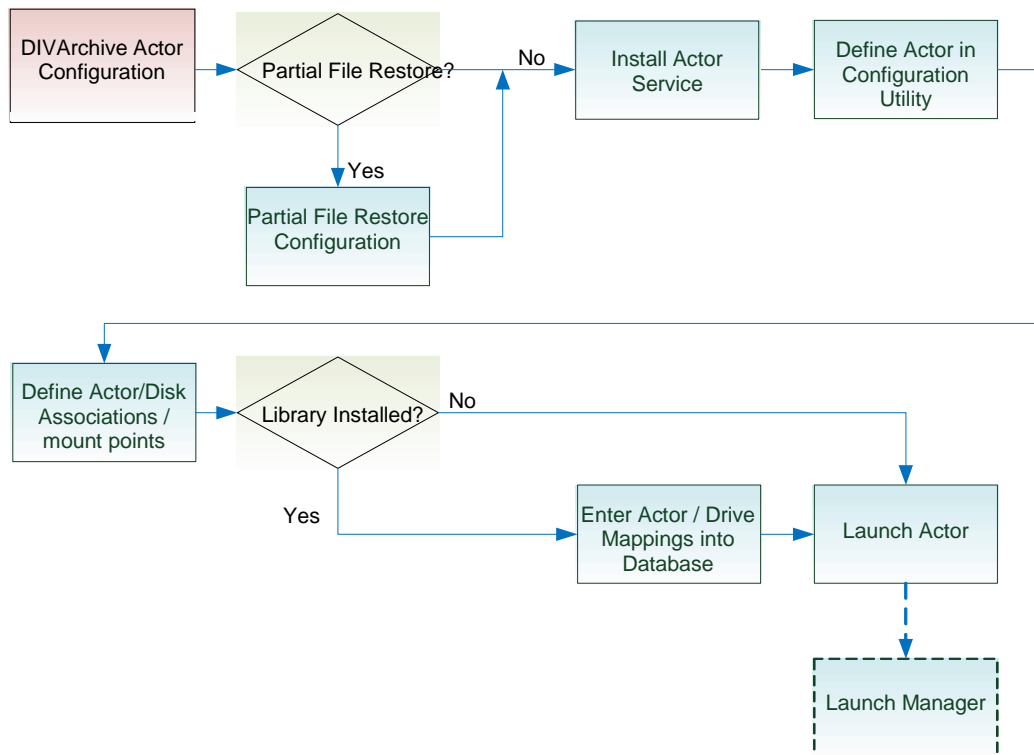 DIVArchive Actor
Configuration
Partial File Restore?
No
Install Actor
Service
Define Actor in
Configuration
Utility
Yes
Partial File Restore
Configuration
Define Actor/Disk
Associations /
mount points
Library Installed?
No
Yes
Enter Actor / Drive
Mappings into
Database
Launch Actor
Launch Manager